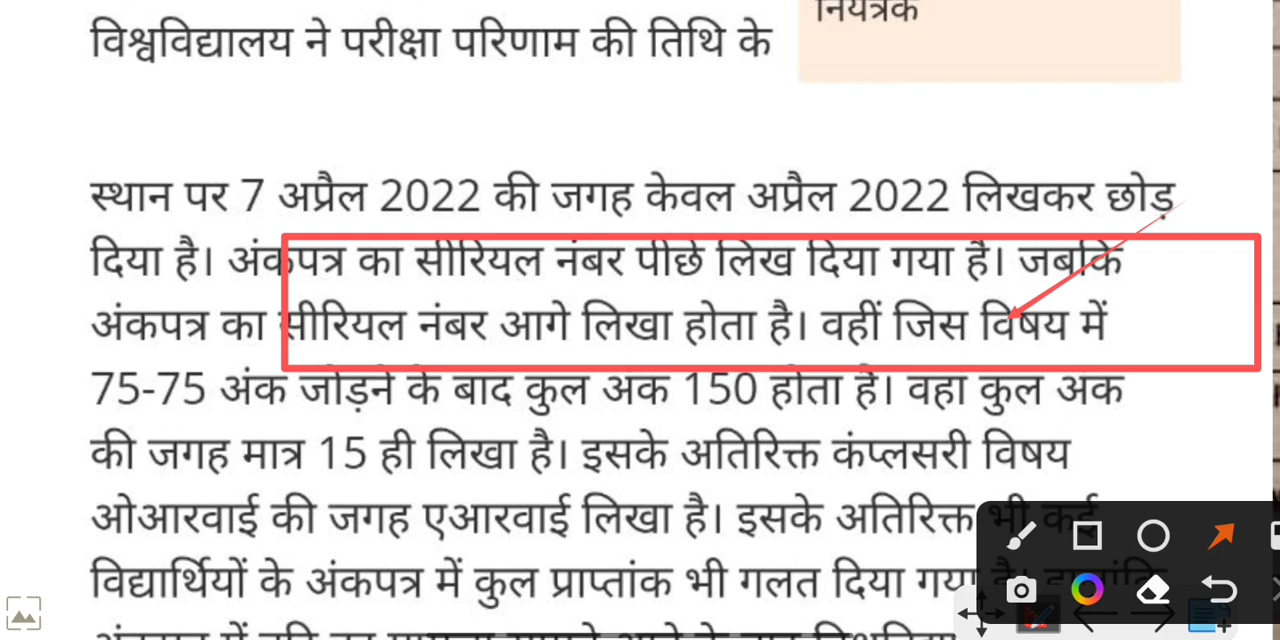 नियंत्रक
विश्वविद्यालय ने परीक्षा परिणाम की तिथि के
स्थान पर 7 अप्रैल 2022 की जगह केवल अप्रैल 2022 लिखकर छोड़
दिया है। अंकपत्र का सीरियल नंबर पीछे लिख दिया गया है। जबकि
अंकपत्र का सीरियल नंबर आगे लिखा होता है। वहीं जिस विषय में
75-75 अंक जोड़ने के बाद कुल अंक 150 होता है। वहां कुल अंक
की जगह मात्र 15 ही लिखा है। इसके अतिरिक्त कंप्लसरी विषय
ओआरवाई की जगह एआरवाई लिखा है। इसके अतिरिक्त भी कई
विद्यार्थियों के अंकपत्र में कुल प्राप्तांक भी गलत दिया गया है।